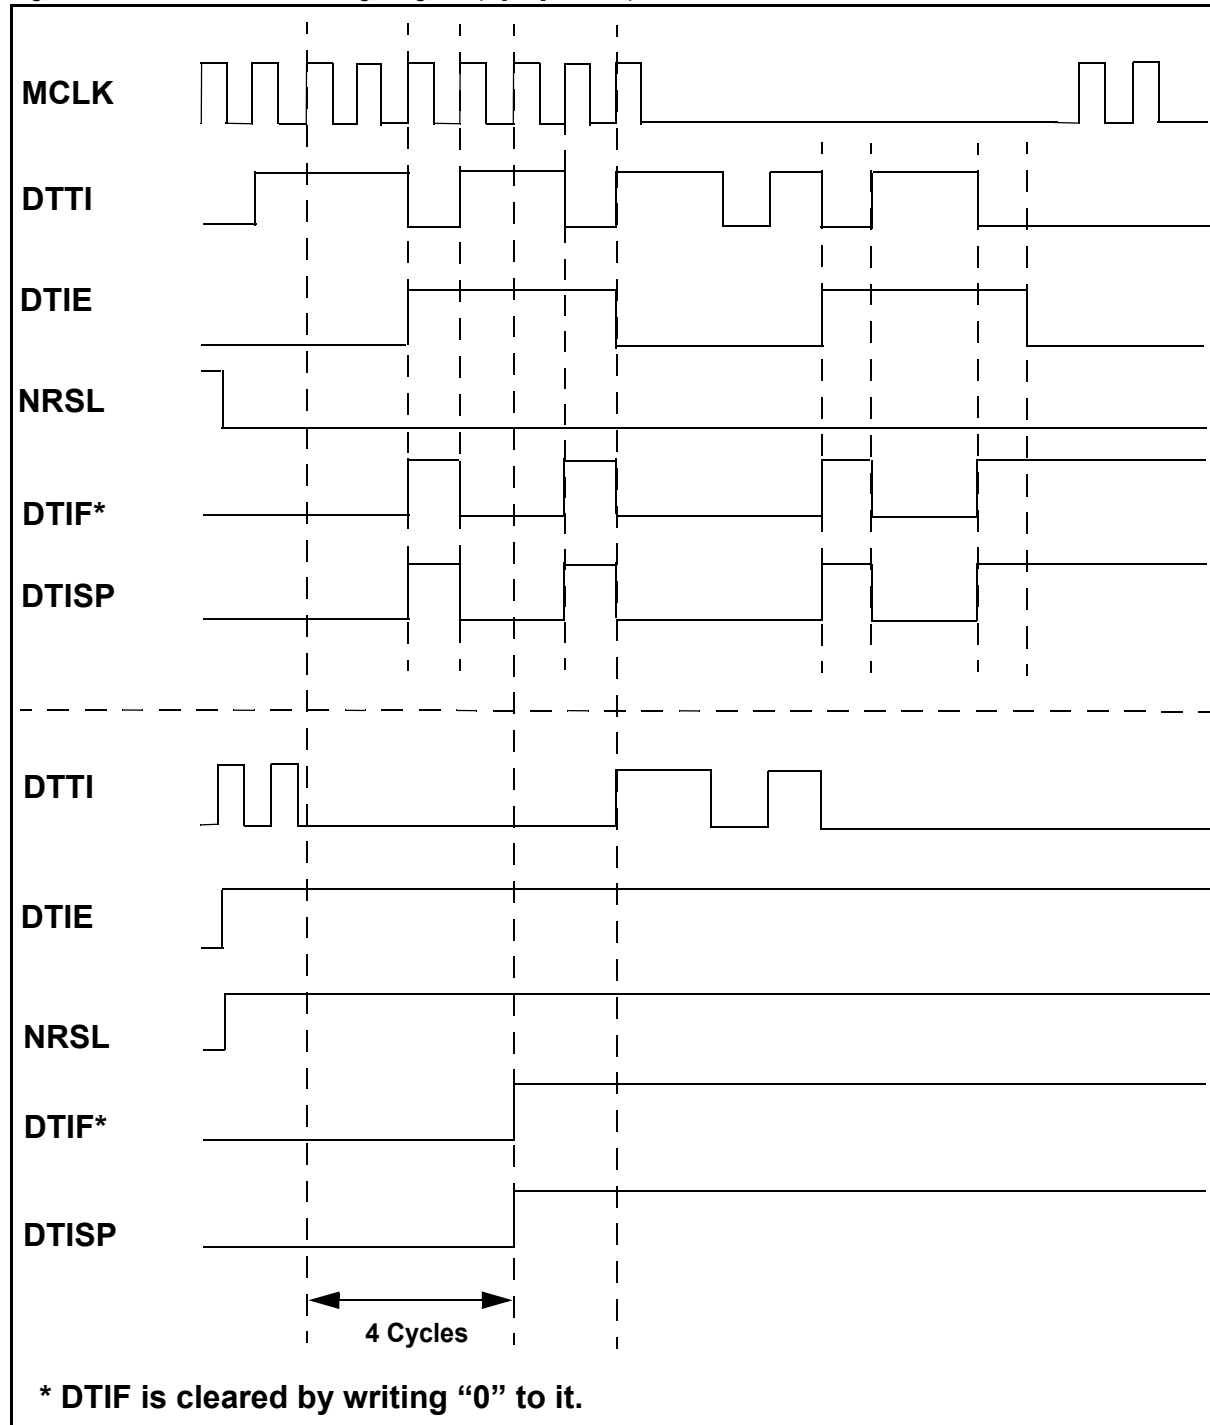 MCLK
DTTI
DTIE
NRSL
DTIF*
DTISP
DTTI
DTIE
NRSL
DTIF*
DTISP
4 Cycles
* DTIF is cleared by writing “0” to it.